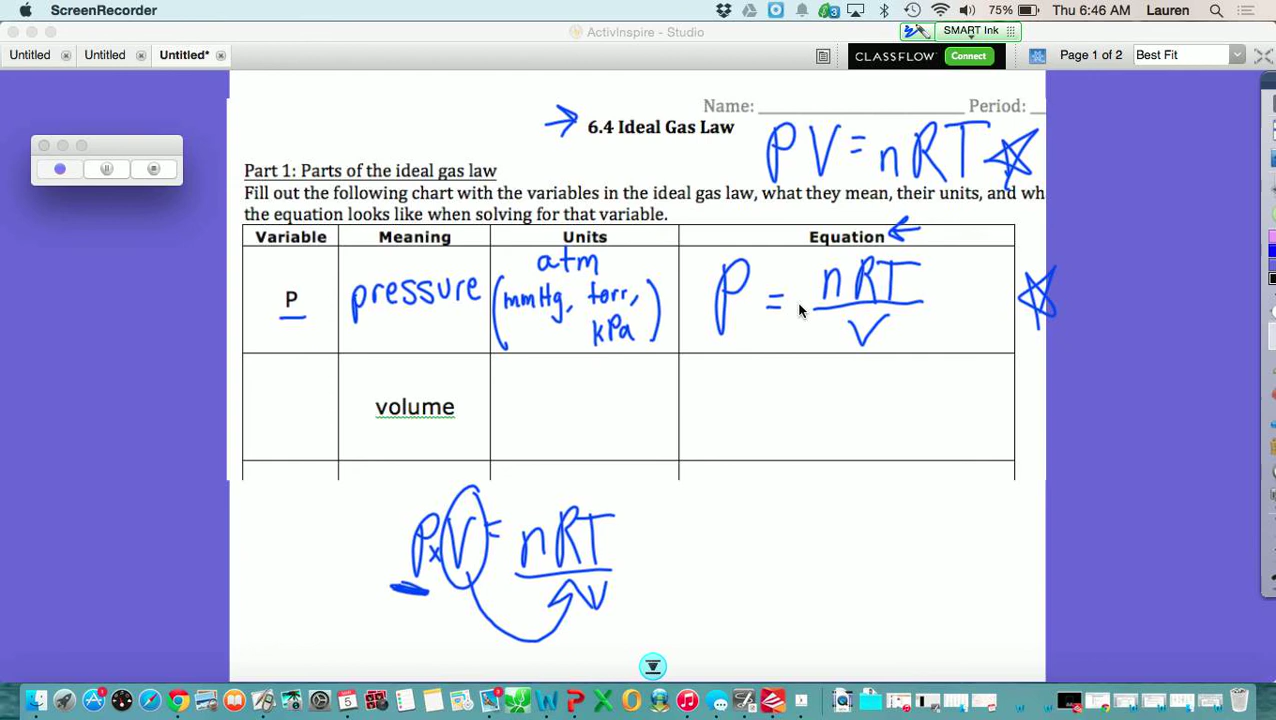 ScreenRecorder 75% Thu 6:46 AM Lauren
ActivInspire - Studio SMART Ink
Untitled Untitled Untitled* CLASSFLOW Connect Page 1 of 2 Best Fit
Name: Period:
6.4 Ideal Gas Law PV = nRT
Part 1: Parts of the ideal gas law
Fill out the following chart with the variables in the ideal gas law, what they mean, their units, and wh
the equation looks like when solving for that variable.
Variable Meaning Units Equation
P pressure atm (mmHg, torr, kPa) P = nRT / V
volume
P x V = nRT / V